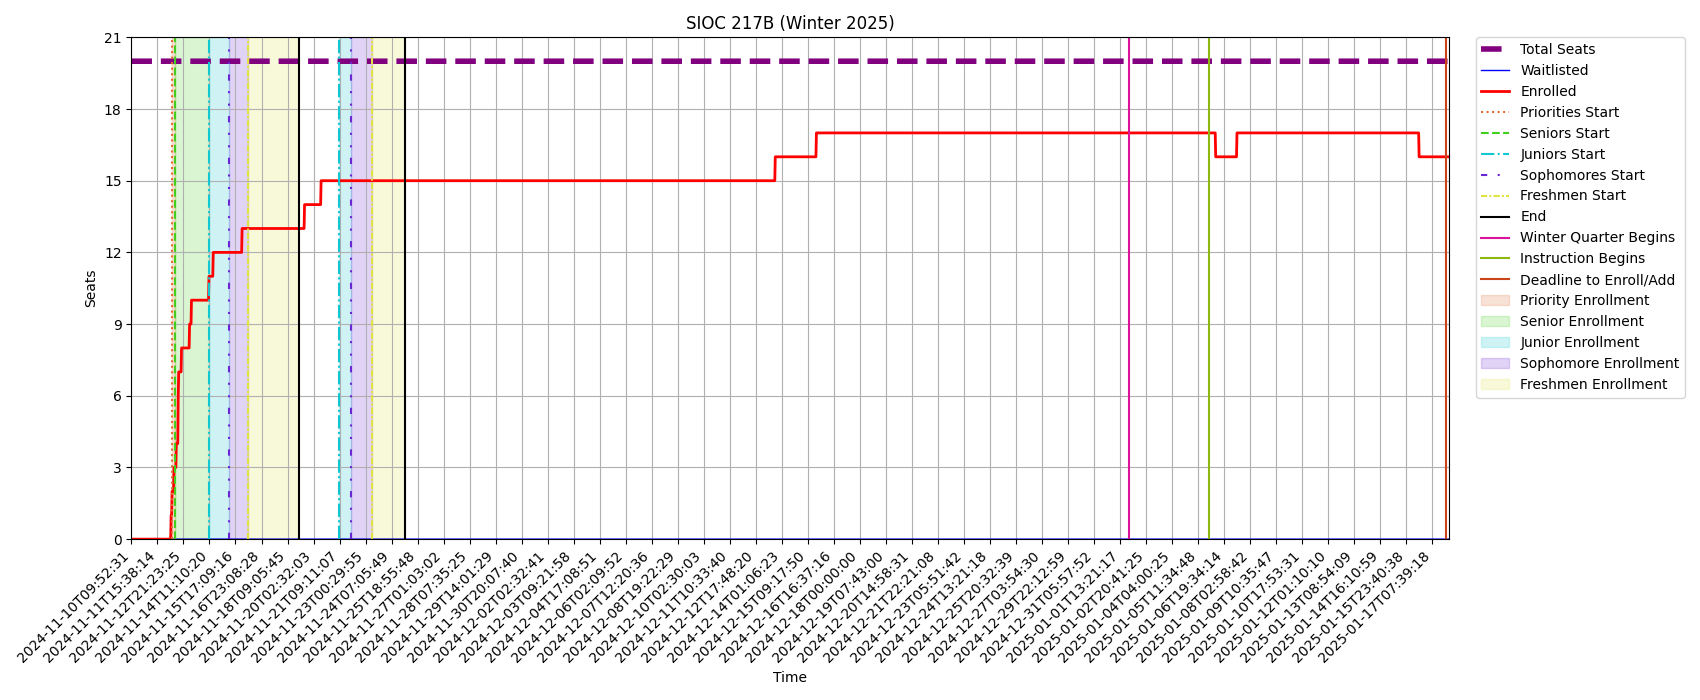 SIOC 217B (Winter 2025)
21
18
15
12
9
6
3
0
Seats
2024-11-10T09:52:31
2024-11-11T15:38:14
2024-11-12T21:23:25
2024-11-14T11:10:20
2024-11-15T17:09:16
2024-11-16T23:08:28
2024-11-18T09:05:45
2024-11-20T02:32:03
2024-11-21T09:11:07
2024-11-23T00:29:55
2024-11-24T07:05:49
2024-11-25T18:55:48
2024-11-27T01:03:02
2024-11-28T07:35:25
2024-11-29T14:01:29
2024-11-30T20:07:40
2024-12-02T02:32:41
2024-12-03T09:21:58
2024-12-04T17:08:51
2024-12-06T02:09:52
2024-12-07T12:20:36
2024-12-08T19:22:29
2024-12-10T02:30:03
2024-12-11T10:33:40
2024-12-12T17:48:20
2024-12-14T01:06:23
2024-12-15T09:17:50
2024-12-16T16:37:16
2024-12-18T00:00:00
2024-12-19T07:43:00
2024-12-20T14:58:31
2024-12-21T22:21:08
2024-12-23T05:51:42
2024-12-24T13:21:18
2024-12-25T20:32:39
2024-12-27T03:54:30
2024-12-29T22:12:59
2024-12-31T05:57:52
2025-01-01T13:21:17
2025-01-02T20:41:25
2025-01-04T04:00:25
2025-01-05T11:34:48
2025-01-06T19:34:14
2025-01-08T02:58:42
2025-01-09T10:35:47
2025-01-10T17:53:31
2025-01-12T01:10:10
2025-01-13T08:54:09
2025-01-14T16:10:59
2025-01-15T23:40:38
2025-01-17T07:39:18
Time
Total Seats
Waitlisted
Enrolled
Priorities Start
Seniors Start
Juniors Start
Sophomores Start
Freshmen Start
End
Winter Quarter Begins
Instruction Begins
Deadline to Enroll/Add
Priority Enrollment
Senior Enrollment
Junior Enrollment
Sophomore Enrollment
Freshmen Enrollment